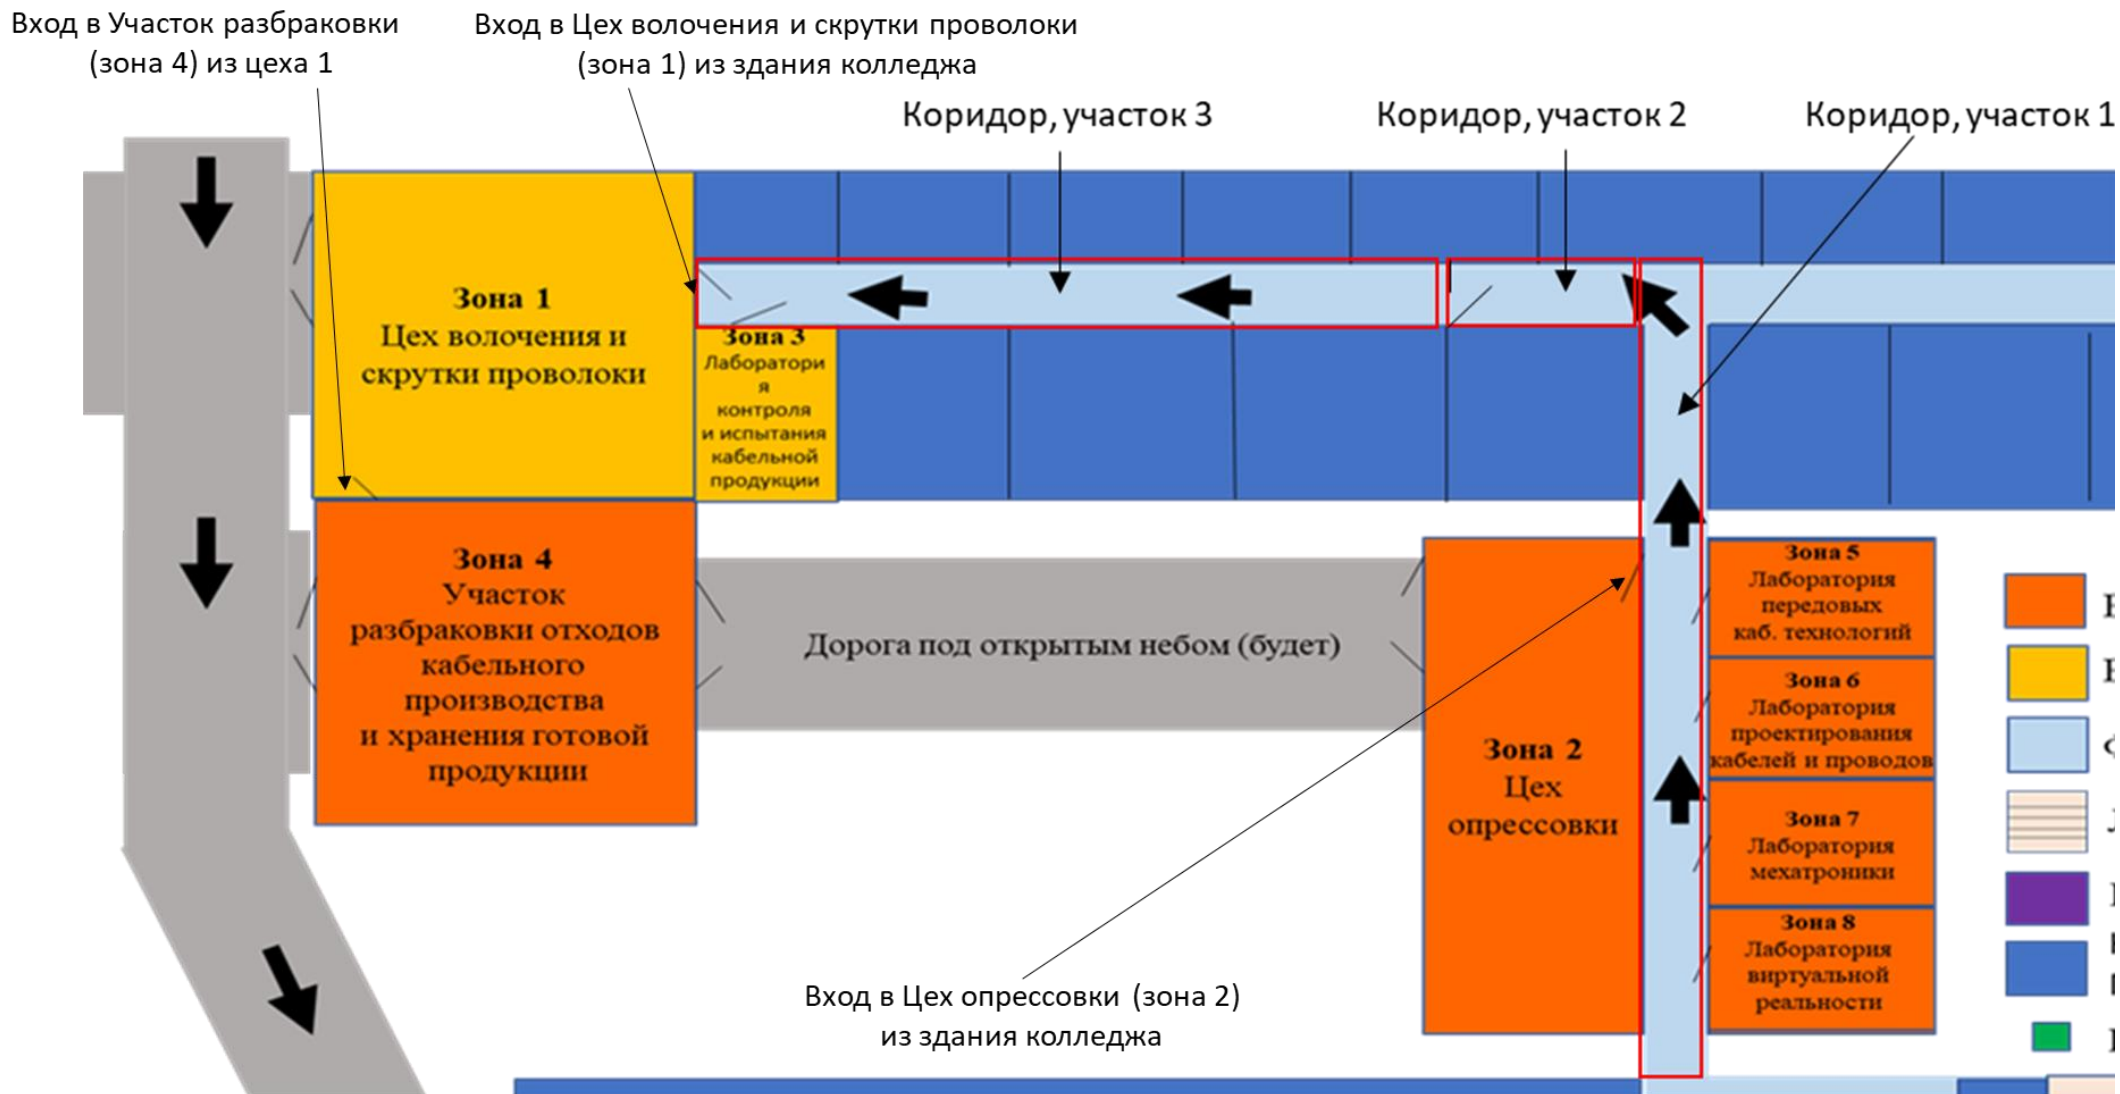 Вход в Участок разбраковки
(зона 4) из цеха 1
Вход в Цех волочения и скрутки проволоки
(зона 1) из здания колледжа
Коридор, участок 3
Коридор, участок 2
Коридор, участок 1
Зона 1
Цех волочения и
скрутки проволоки
Зона 3
Лаборатори
я
контроля
и испытания
кабельной
продукции
Зона 4
Участок
разбраковки отходов
кабельного
производства
и хранения готовой
продукции
Дорога под открытым небом (будет)
Зона 2
Цех
опрессовки
Зона 5
Лаборатория
передовых
каб. технологий
Зона 6
Лаборатория
проектирования
кабелей и проводов
Зона 7
Лаборатория
мехатроники
Зона 8
Лаборатория
виртуальной
реальности
Вход в Цех опрессовки (зона 2)
из здания колледжа